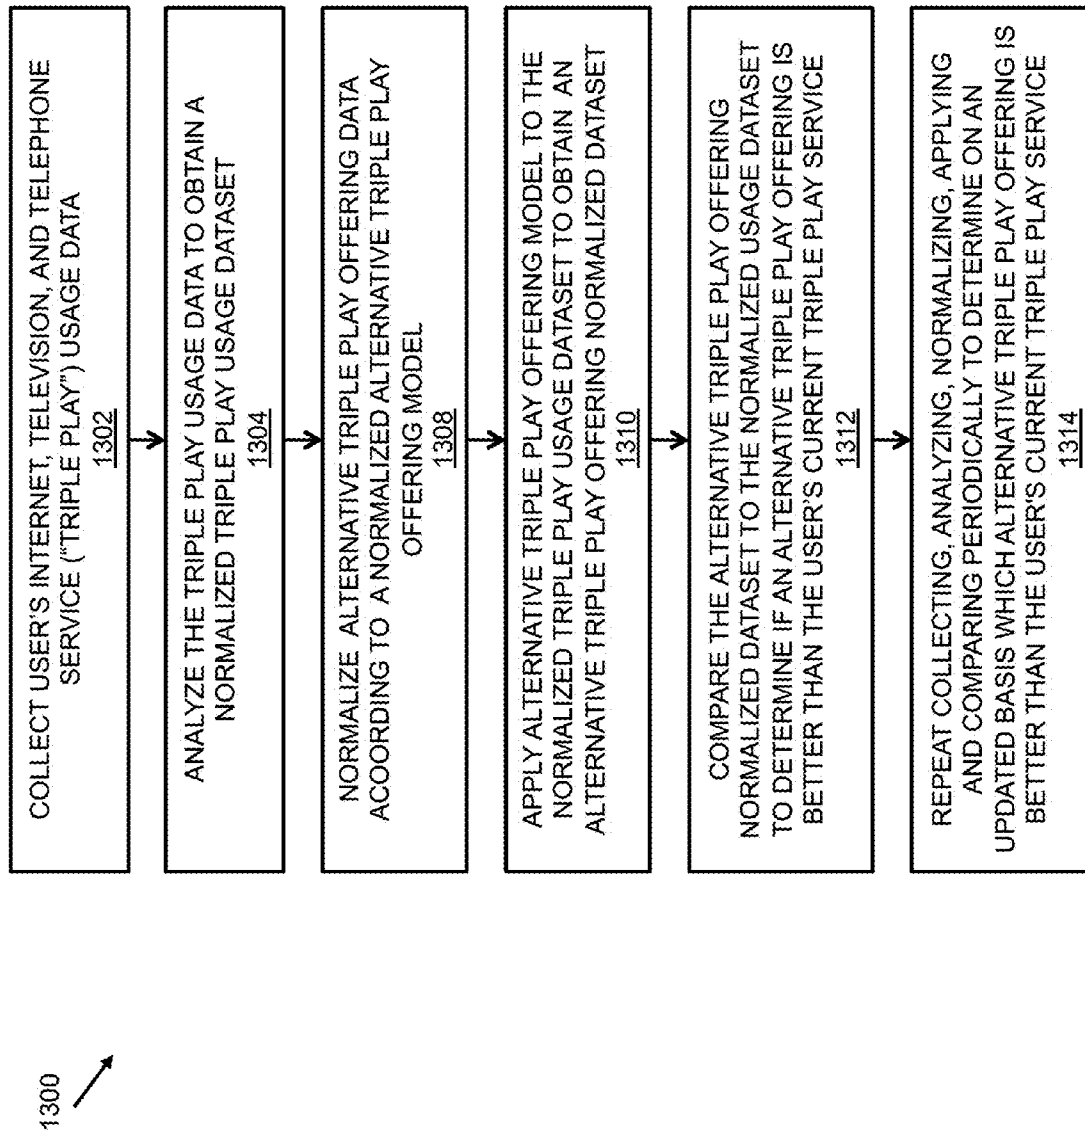 1300
COLLECT USER'S INTERNET, TELEVISION, AND TELEPHONE
SERVICE ("TRIPLE PLAY") USAGE DATA
1302
ANALYZE THE TRIPLE PLAY USAGE DATA TO OBTAIN A
NORMALIZED TRIPLE PLAY USAGE DATASET
1304
NORMALIZE ALTERNATIVE TRIPLE PLAY OFFERING DATA
ACOORDING TO A NORMALIZED ALTERNATIVE TRIPLE PLAY
OFFERING MODEL
1308
APPLY ALTERNATIVE TRIPLE PLAY OFFERING MODEL TO THE
NORMALIZED TRIPLE PLAY USAGE DATASET TO OBTAIN AN
ALTERNATIVE TRIPLE PLAY OFFERING NORMALIZED DATASET
1310
COMPARE THE ALTERNATIVE TRIPLE PLAY OFFERING
NORMALIZED DATASET TO THE NORMALIZED USAGE DATASET
TO DETERMINE IF AN ALTERNATIVE TRIPLE PLAY OFFERING IS
BETTER THAN THE USER'S CURRENT TRIPLE PLAY SERVICE
1312
REPEAT COLLECTING, ANALYZING, NORMALIZING, APPLYING
AND COMPARING PERIODICALLY TO DETERMINE ON AN
UPDATED BASIS WHICH ALTERNATIVE TRIPLE PLAY OFFERING IS
BETTER THAN THE USER'S CURRENT TRIPLE PLAY SERVICE
1314